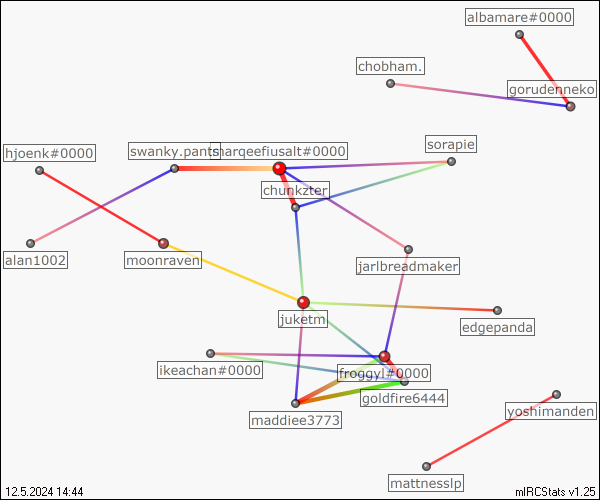 albamare#0000
chobham.
gorudenneko
sorapie
swanky.pants
sharqeefiusalt#0000
hjoenk#0000
chunkzter
alan1002
moonraven
jarlbreadmaker
juketm
edgepanda
ikeachan#0000
froggyl#0000
goldfire6444
yoshimanden
maddiee3773
mattnesslp
12.5.2024 14:44
mIRCStats v1.25